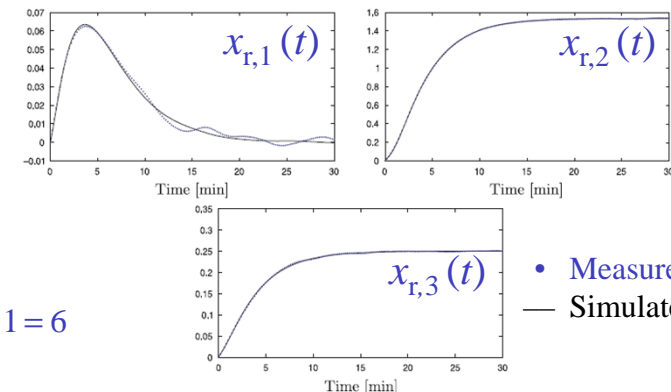 0.07
0.06
0.05
0.04
0.03
0.02
0.01
0
−0.01
0 5 10 15 20 25 30
Time [min]
x_{r,1} (t)
1.6
1.4
1.2
1
0.8
0.6
0.4
0.2
0
0 5 10 15 20 25 30
Time [min]
x_{r,2} (t)
0.35
0.3
0.25
0.2
0.15
0.1
0.05
0
0 5 10 15 20 25 30
Time [min]
x_{r,3} (t)
• Measure
— Simulate
1 = 6